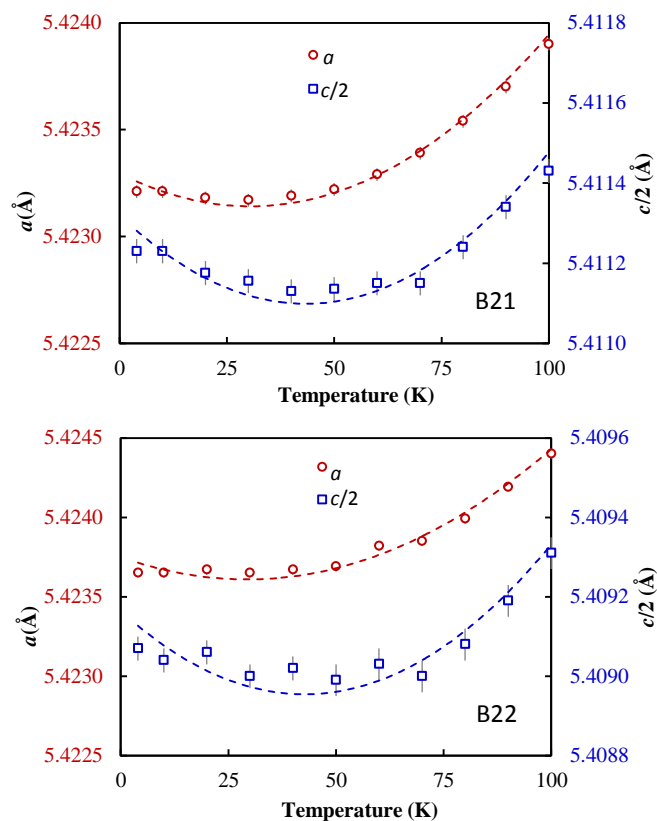 5.4240 5.4118
a
c/2
5.4116
5.4235
5.4114
a(Å) c/2 (Å)
5.4230
5.4112
B21
5.4225 5.4110
0 25 50 75 100
Temperature (K)
5.4245 5.4096
a
c/2
5.4240 5.4094
5.4235 5.4092
a(Å) c/2 (Å)
5.4230 5.4090
B22
5.4225 5.4088
0 25 50 75 100
Temperature (K)